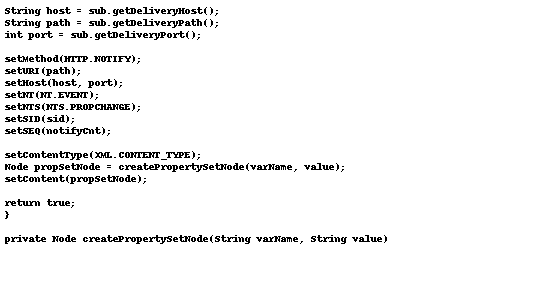 String host = sub.getDeliveryHost();
String path = sub.getDeliveryPath();
int port = sub.getDeliveryPort();
setMethod(HTTP.NOTIFY);
setURI(path);
setHost(host, port);
setNT(NT.EVENT);
setNTS(NTS.PROPCHANGE);
setSID(sid);
setSEQ(notifyCnt);
setContentType(XML.CONTENT_TYPE);
Node propSetNode = createPropertySetNode(varName, value);
setContent(propSetNode);
return true;
}
private Node createPropertySetNode(String varName, String value)